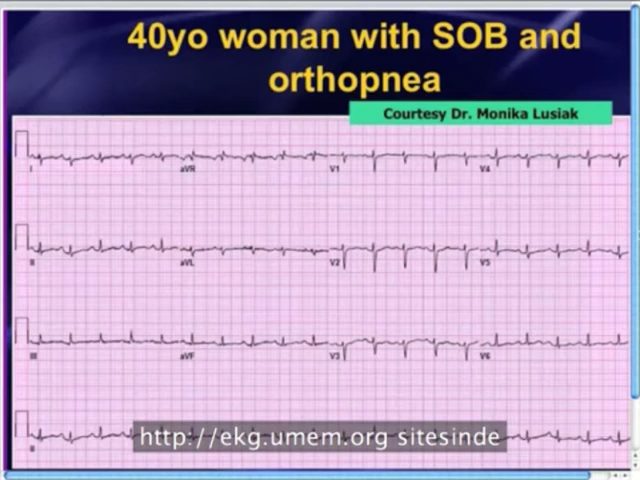 40yo woman with SOB and
orthopnea
Courtesy Dr. Monika Lusiak
I aVR V1 V4
II aVL V2 V5
III aVF V3 V6
II
http://ekg.umem.org sitesinde